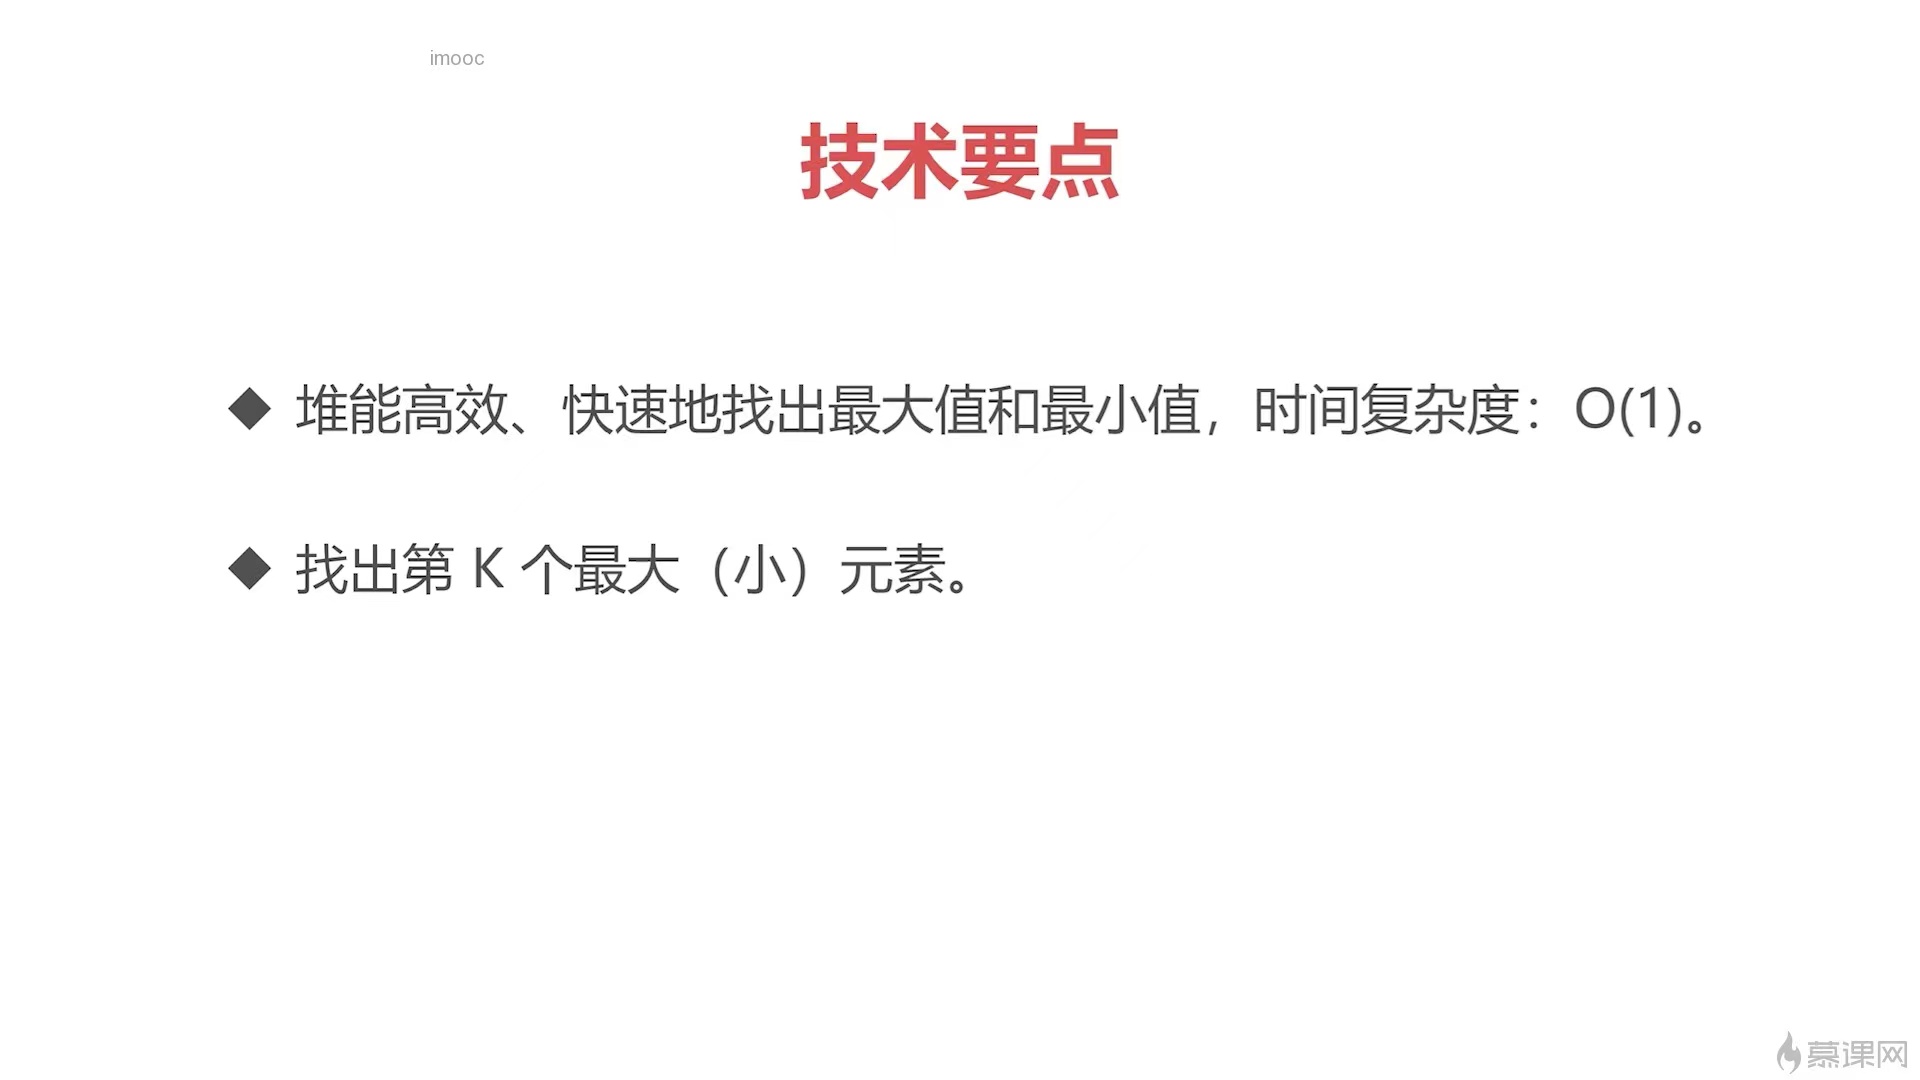 imooc
技术要点
◆ 堆能高效、快速地找出最大值和最小值，时间复杂度：O(1)。
◆ 找出第 K 个最大（小）元素。
慕课网